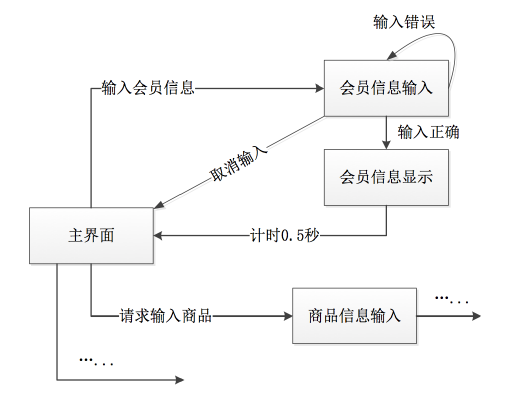 输入错误
输入会员信息
会员信息输入
输入正确
取消输入
会员信息显示
主界面
计时0.5秒
请求输入商品
商品信息输入
…...
…...